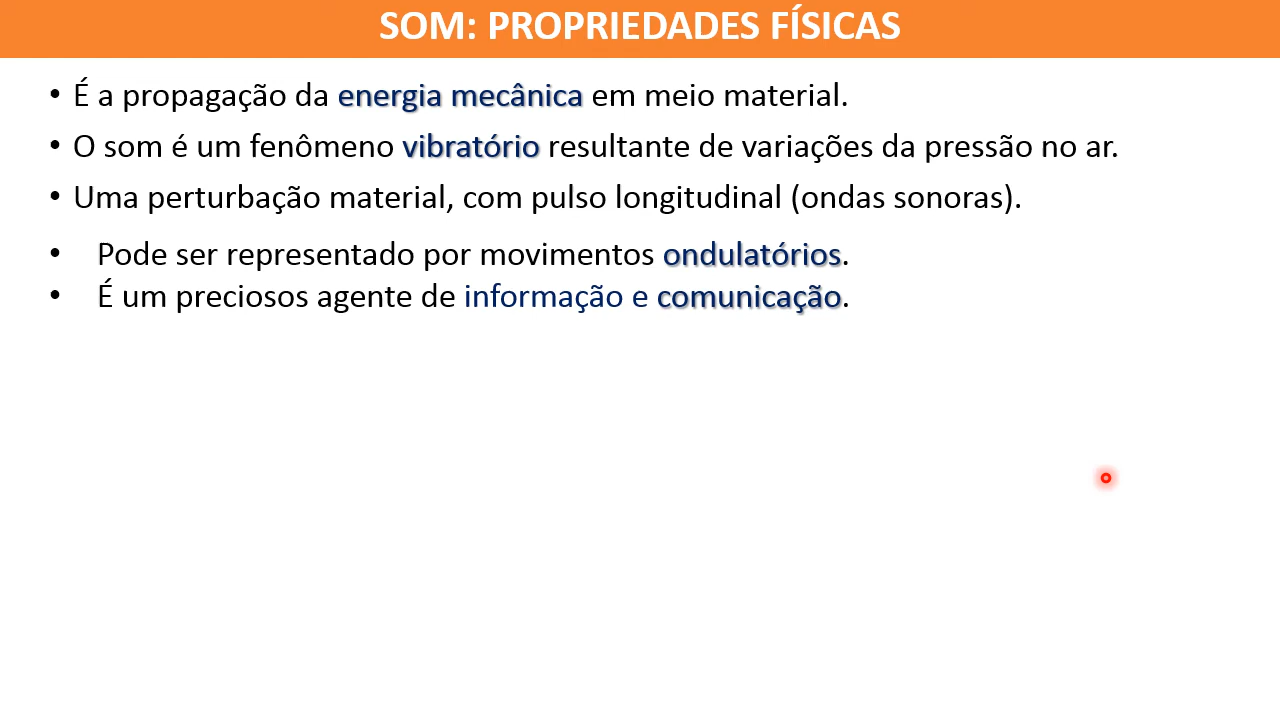 SOM: PROPRIEDADES FÍSICAS
• É a propagação da energia mecânica em meio material.
• O som é um fenômeno vibratório resultante de variações da pressão no ar.
• Uma perturbação material, com pulso longitudinal (ondas sonoras).
• Pode ser representado por movimentos ondulatórios.
• É um preciosos agente de informação e comunicação.